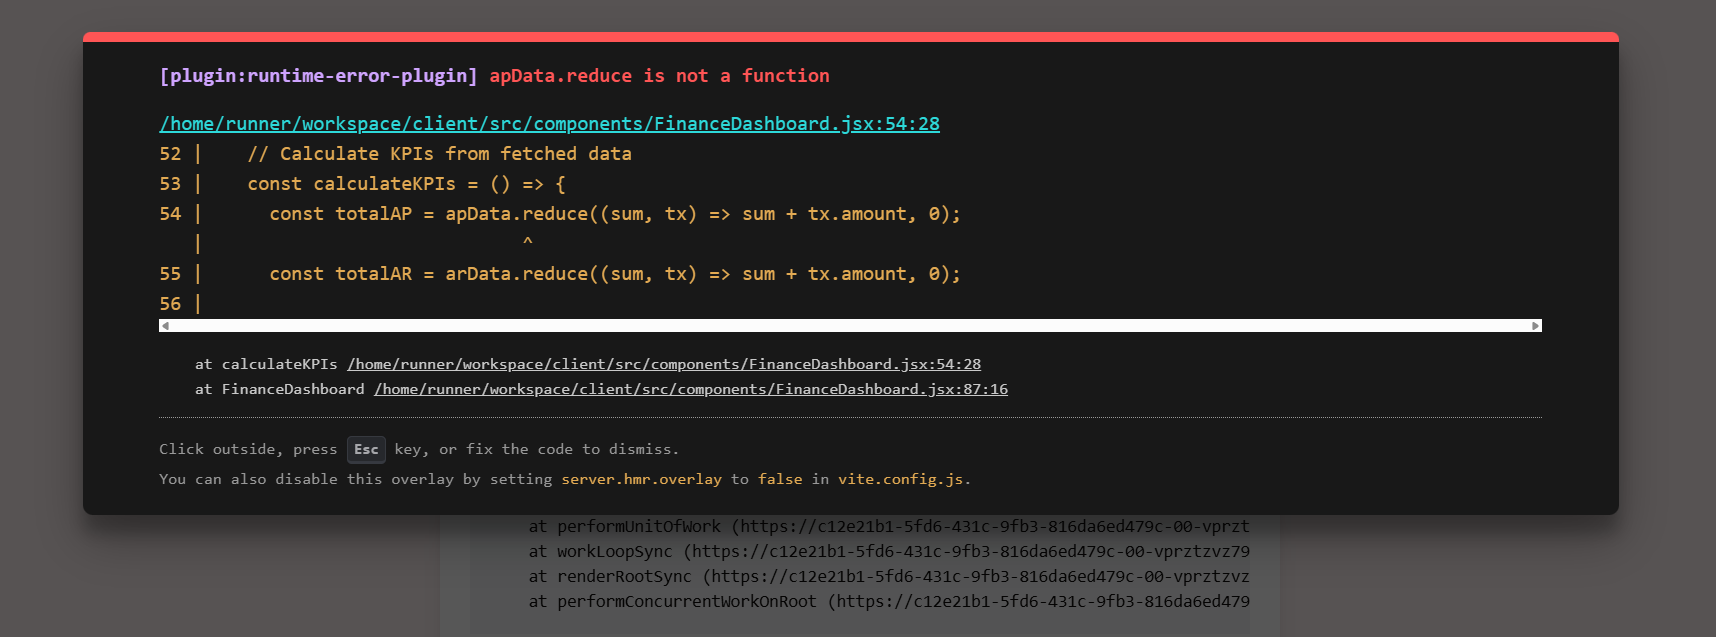 [plugin:runtime-error-plugin] apData.reduce is not a function
/home/runner/workspace/client/src/components/FinanceDashboard.jsx:54:28
52 |    // Calculate KPIs from fetched data
53 |    const calculateKPIs = () => {
54 |      const totalAP = apData.reduce((sum, tx) => sum + tx.amount, 0);
   |                             ^
55 |      const totalAR = arData.reduce((sum, tx) => sum + tx.amount, 0);
56 |
at calculateKPIs /home/runner/workspace/client/src/components/FinanceDashboard.jsx:54:28
at FinanceDashboard /home/runner/workspace/client/src/components/FinanceDashboard.jsx:87:16
Click outside, press Esc key, or fix the code to dismiss.
You can also disable this overlay by setting server.hmr.overlay to false in vite.config.js.
at performUnitOfWork (https://c12e21b1-5fd6-431c-9fb3-816da6ed479c-00-vprzt
at workLoopSync (https://c12e21b1-5fd6-431c-9fb3-816da6ed479c-00-vprztzvz79
at renderRootSync (https://c12e21b1-5fd6-431c-9fb3-816da6ed479c-00-vprztzvz
at performConcurrentWorkOnRoot (https://c12e21b1-5fd6-431c-9fb3-816da6ed479